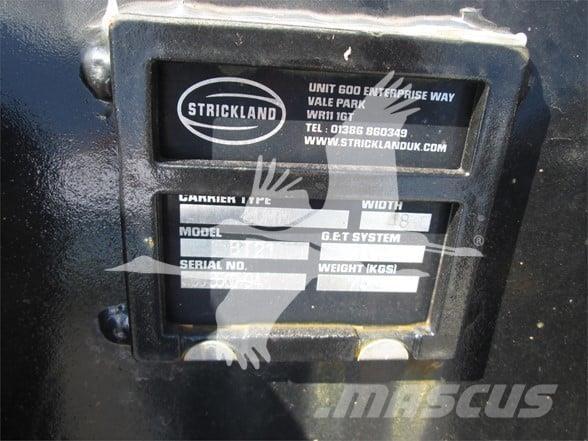 STRICKLAND
UNIT 600 ENTERPRISE WAY
VALE PARK
WR11 1GT
TEL : 01386 860349
WWW.STRICKLANDUK.COM
CARRIER TYPE
WIDTH
48
MODEL
G.E.T SYSTEM
SERIAL NO.
WEIGHT (KGS)
MASCUS